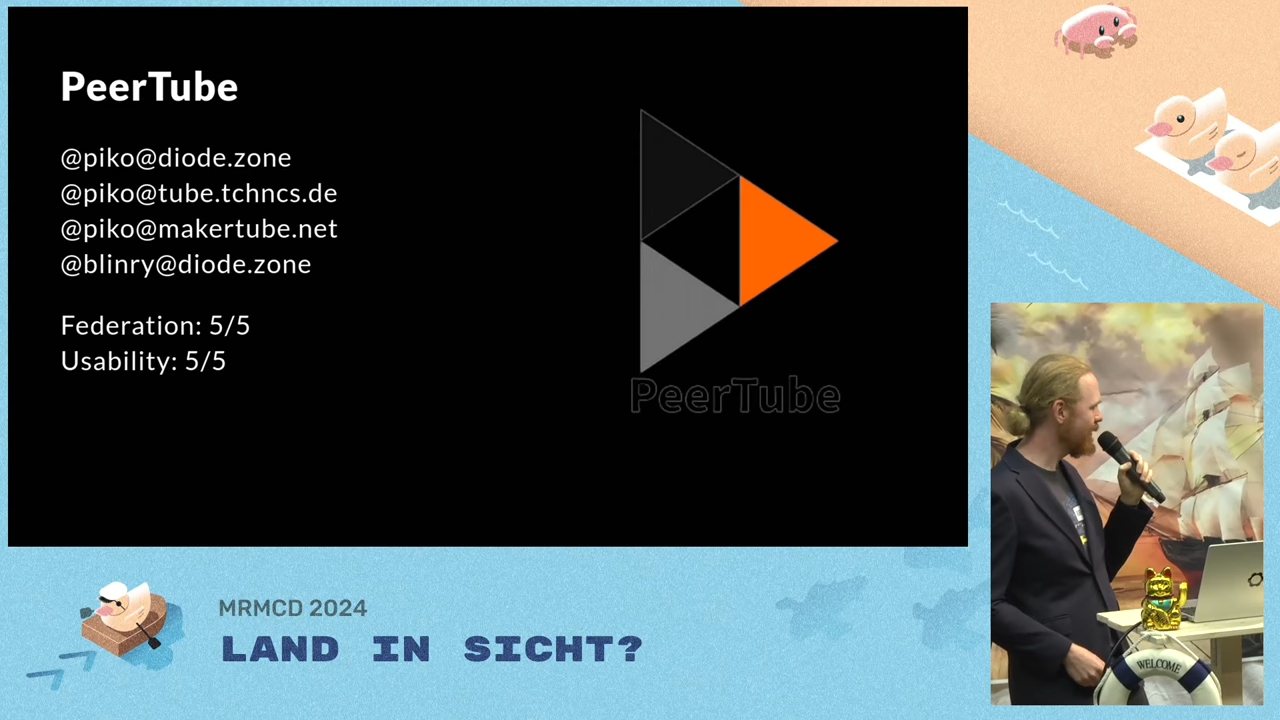 PeerTube
@piko@diode.zone
@piko@tube.tchncs.de
@piko@makertube.net
@blinry@diode.zone
Federation: 5/5
Usability: 5/5
PeerTube
WELCOME
MRMCD 2024
LAND IN SICHT?